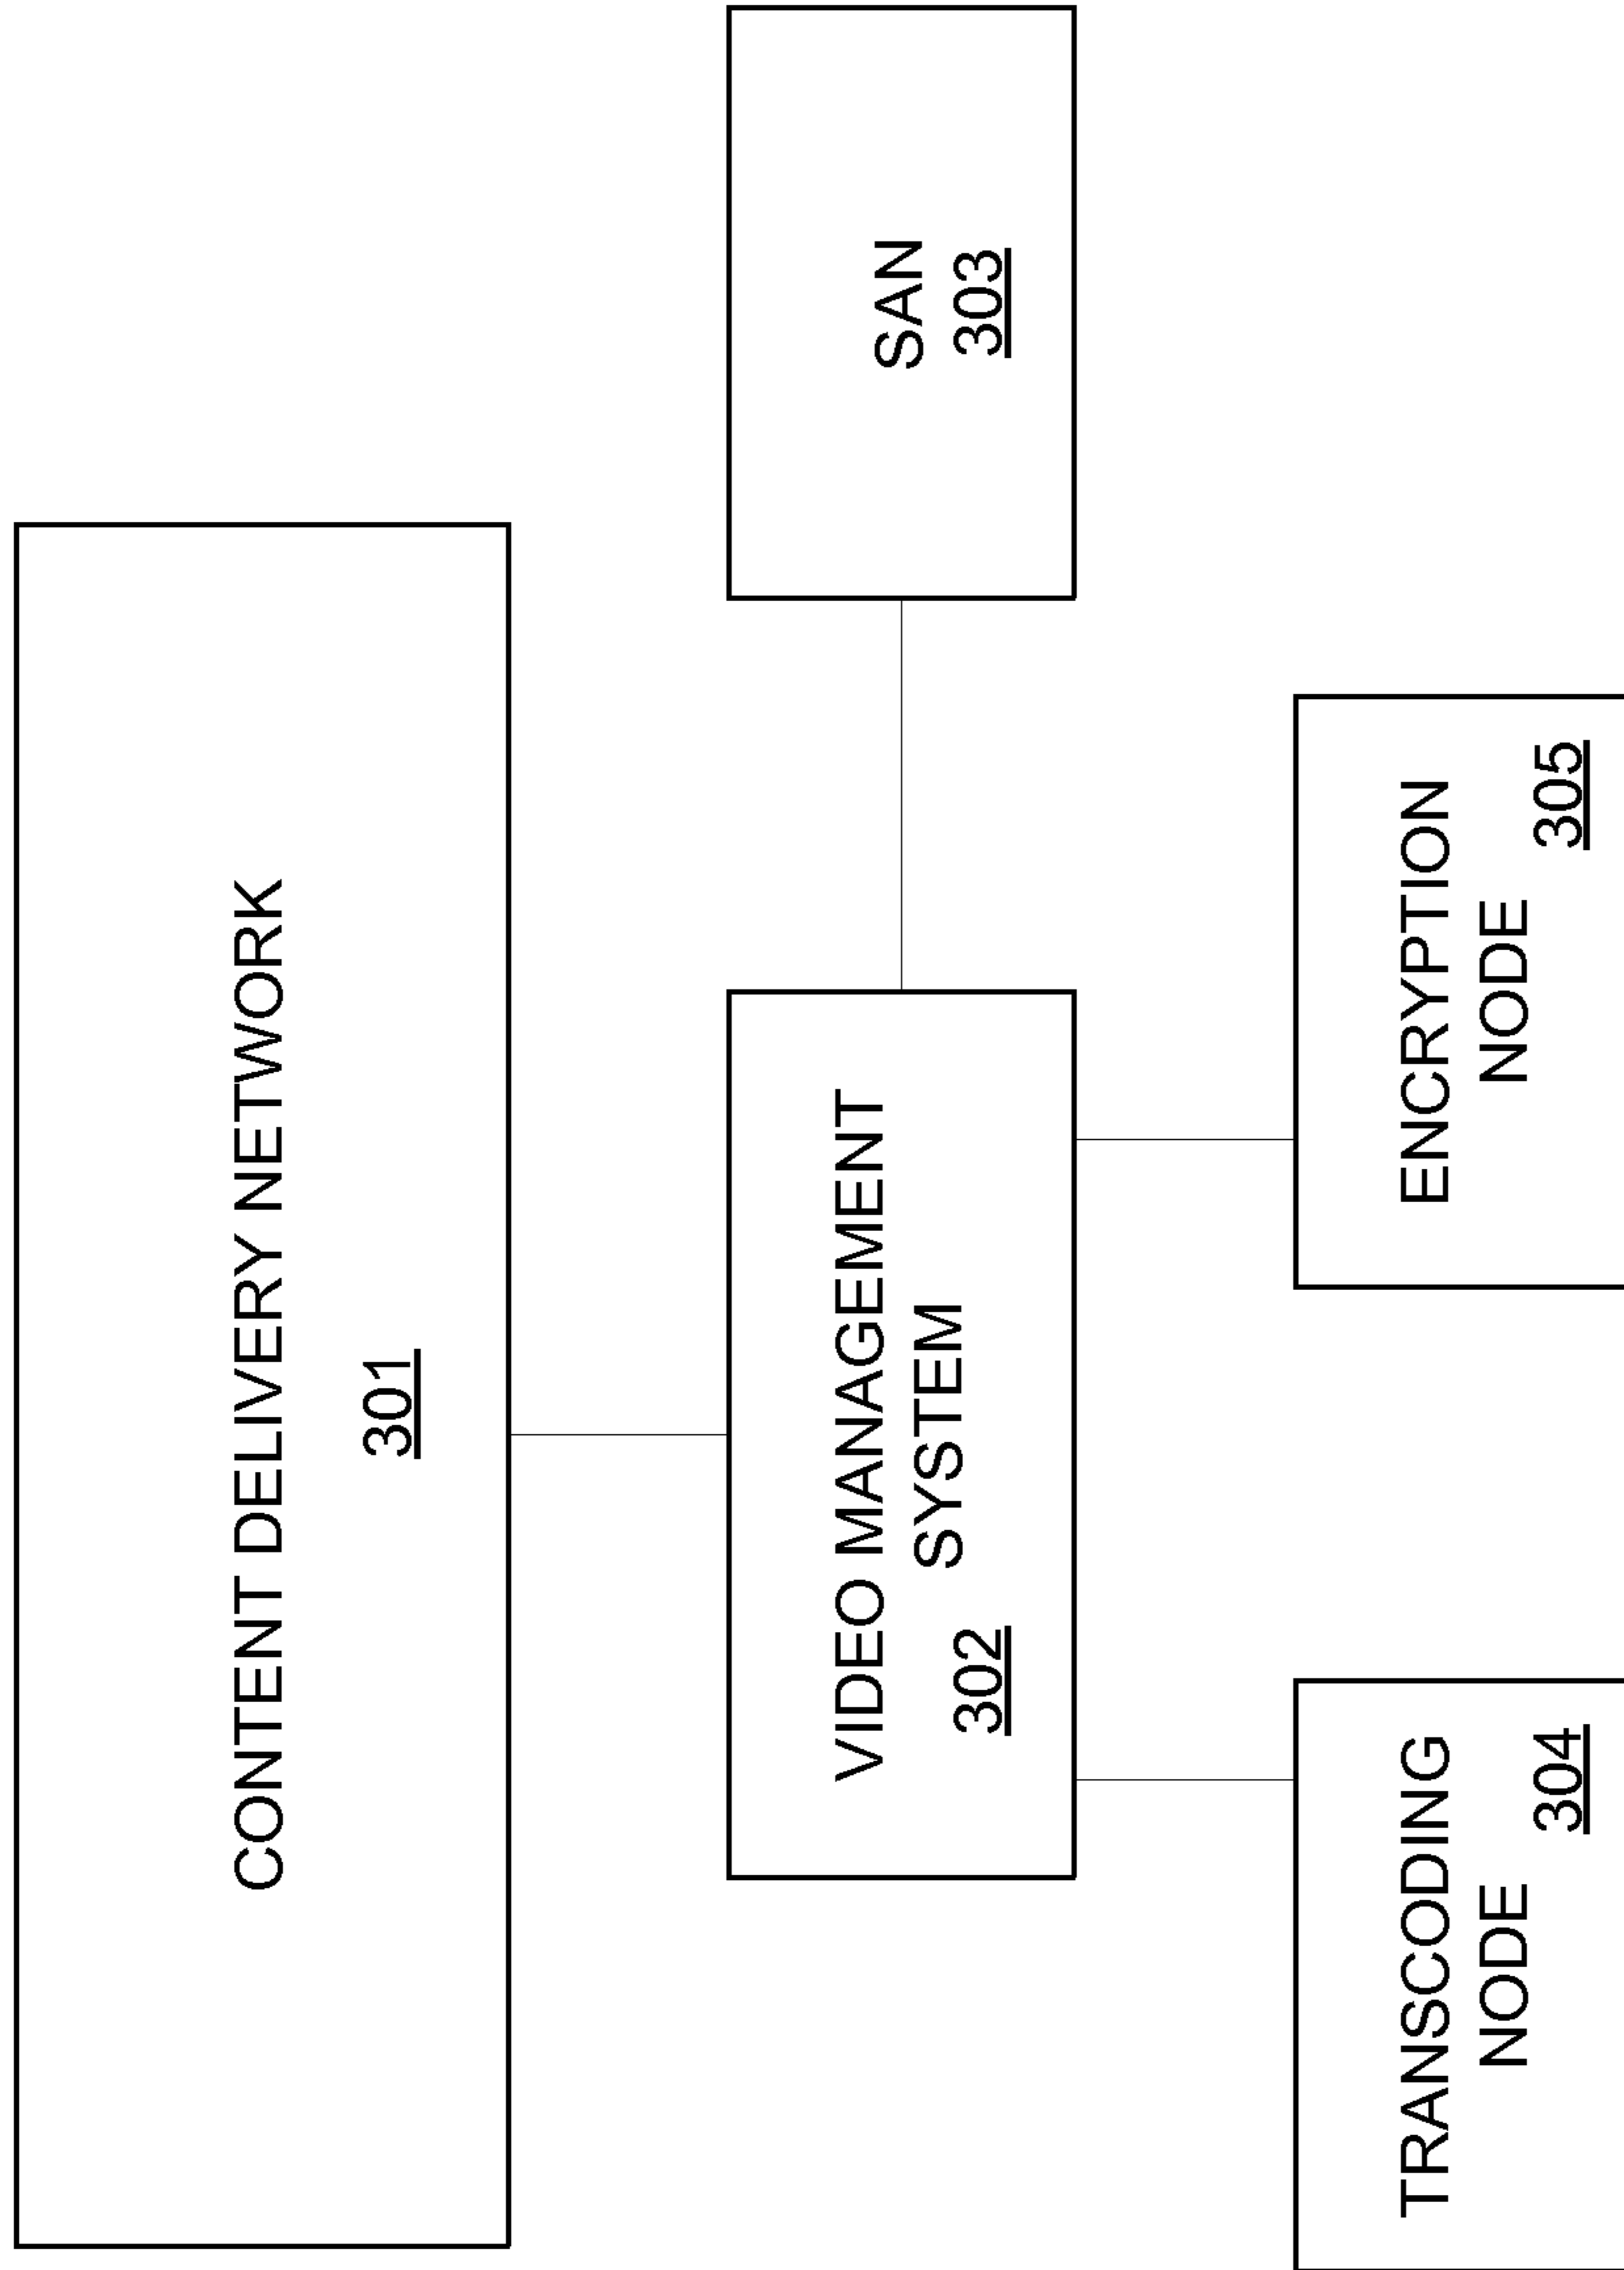 CONTENT DELIVERY NETWORK
301
VIDEO MANAGEMENT
SYSTEM
302
SAN
303
TRANSCODING
NODE
304
ENCRYPTION
NODE
305